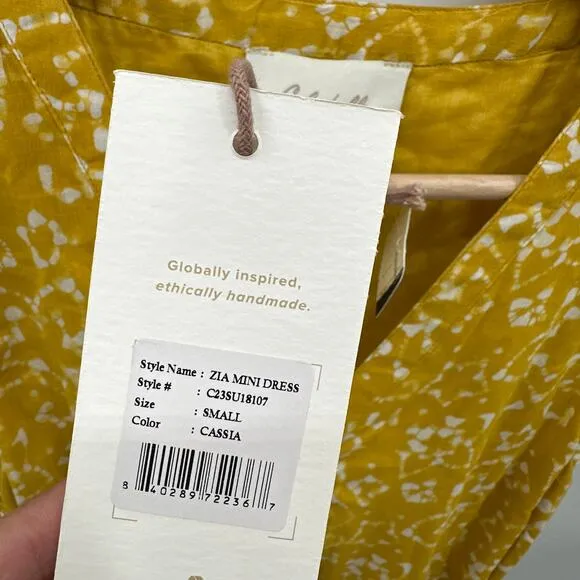 Globally inspired,
ethically handmade.
Style Name : ZIA MINI DRESS
Style # : C23SU18107
Size : SMALL
Color : CASSIA
8 40289 72236 7